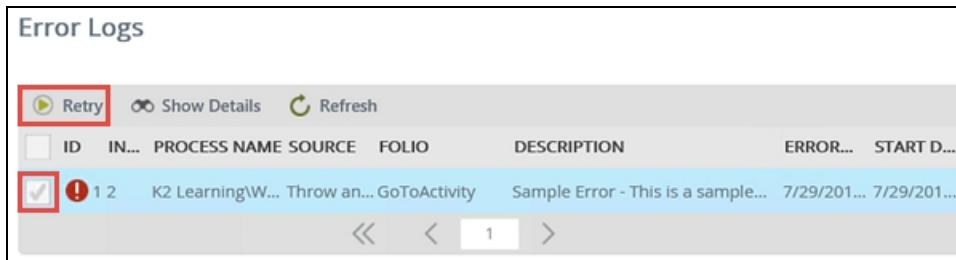 Error Logs
Retry Show Details Refresh
ID IN... PROCESS NAME SOURCE FOLIO DESCRIPTION ERROR... START D...
1 2 K2 Learning\W... Throw an... GoToActivity Sample Error - This is a sample... 7/29/201... 7/29/201...
1